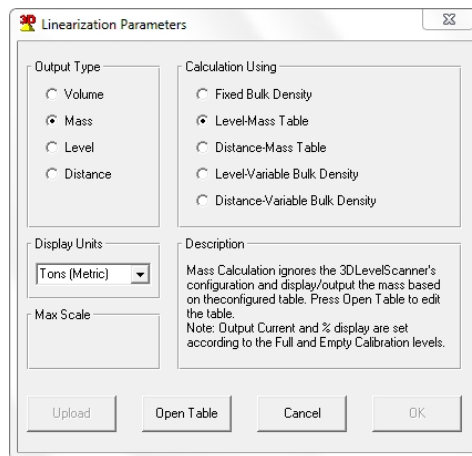 3D Linearization Parameters
Output Type
Volume
Mass
Level
Distance
Calculation Using
Fixed Bulk Density
Level-Mass Table
Distance-Mass Table
Level-Variable Bulk Density
Distance-Variable Bulk Density
Display Units
Tons (Metric)
Max Scale
Description
Mass Calculation ignores the 3DLevelScanner's
configuration and display/output the mass based
on theconfigured table. Press Open Table to edit
the table.
Note: Output Current and % display are set
according to the Full and Empty Calibration levels.
Upload
Open Table
Cancel
OK